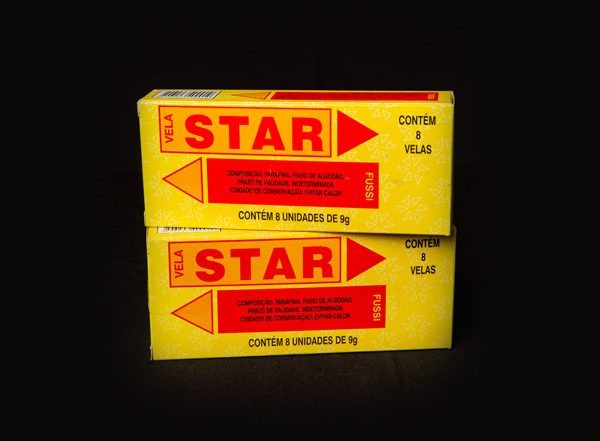 VELA
STAR
CONTÉM
8
VELAS
COMPOSIÇÃO: PARAFINA, PAVIO DE ALGODÃO.
PRAZO DE VALIDADE: INDETERMINADA
CUIDADO DE CONSERVAÇÃO: EVITAR CALOR
FUSSI
CONTÉM 8 UNIDADES DE 9g
VELA
STAR
CONTÉM
8
VELAS
COMPOSIÇÃO: PARAFINA, PAVIO DE ALGODÃO.
PRAZO DE VALIDADE: INDETERMINADA
CUIDADO DE CONSERVAÇÃO: EVITAR CALOR
FUSSI
CONTÉM 8 UNIDADES DE 9g